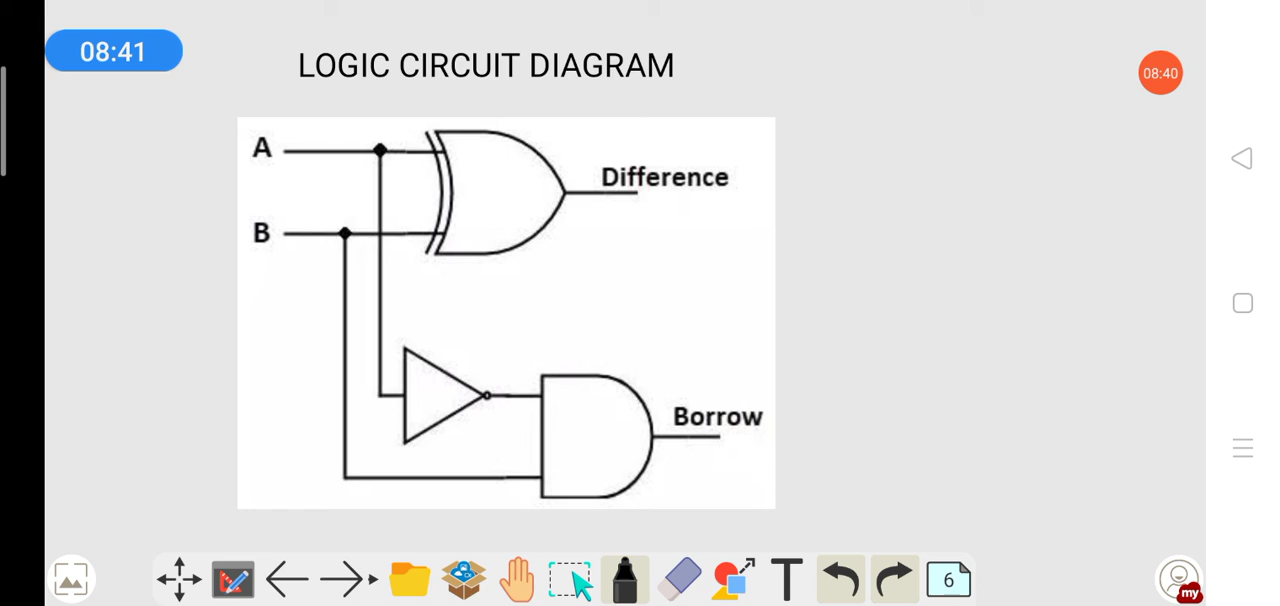 08:41
LOGIC CIRCUIT DIAGRAM
08:40
A
Difference
B
Borrow
T
6
my